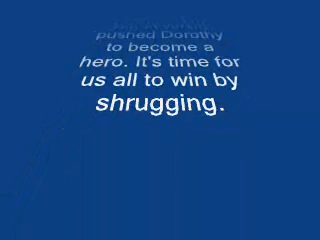 pushed Dorothy
to become a
hero. It's time for
us all to win by
shrugging.